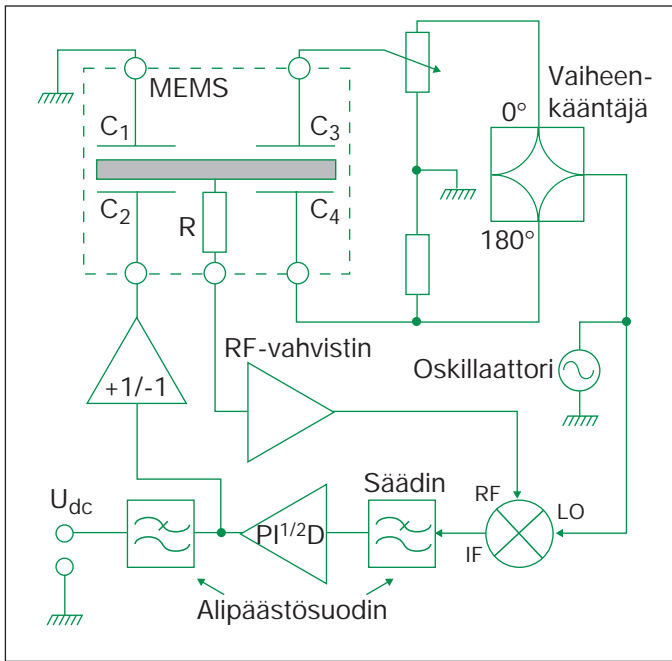 MEMS
Vaiheen-
kääntäjä
C1
C3
0°
C2
R
C4
180°
RF-vahvistin
Oskillaattori
+1/-1
Udc
Säädin
RF
LO
PI1/2D
IF
Alipäästösuodin